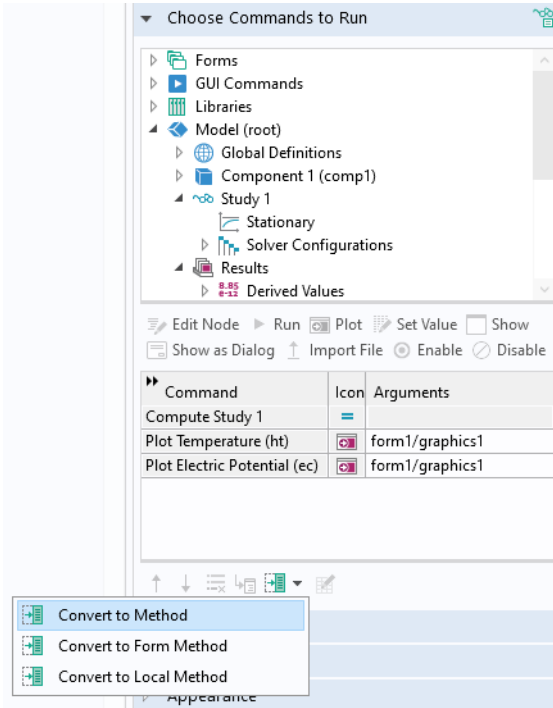 Choose Commands to Run
Forms
GUI Commands
Libraries
Model (root)
Global Definitions
Component 1 (comp1)
Study 1
Stationary
Solver Configurations
Results
8.85
e-12 Derived Values
Edit Node Run Plot Set Value Show
Show as Dialog Import File Enable Disable
Command Icon Arguments
Compute Study 1
Plot Temperature (ht) form1/graphics1
Plot Electric Potential (ec) form1/graphics1
Convert to Method
Convert to Form Method
Convert to Local Method
Appearance